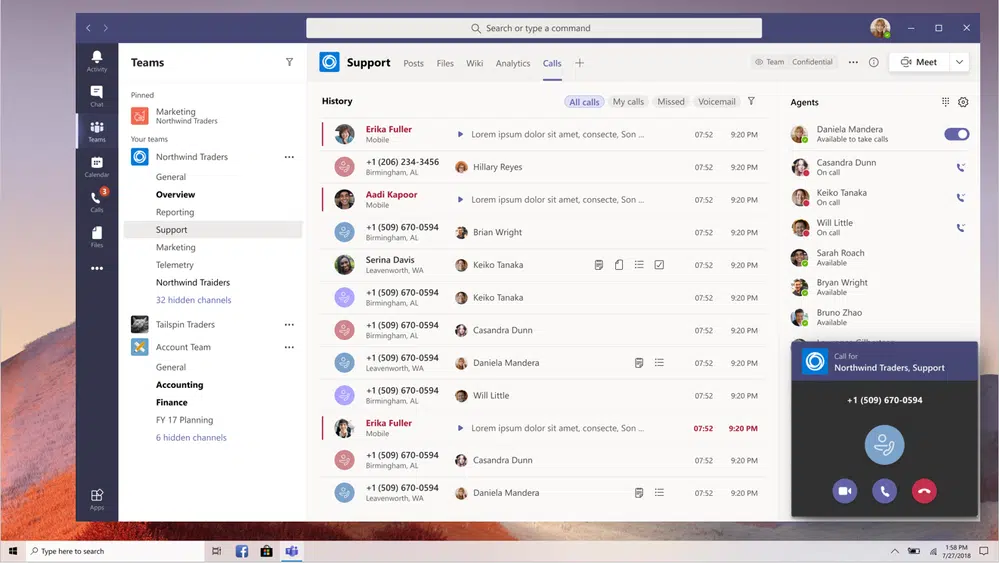 Search or type a command
Activity
Chat
Teams
Calendar
3
Calls
Files
Apps
Teams
Pinned
Marketing
Northwind Traders
Your teams
Northwind Traders
General
Overview
Reporting
Support
Marketing
Telemetry
Northwind Traiders
32 hidden channels
Tailspin Traders
Account Team
General
Accounting
Finance
FY 17 Planning
6 hidden channels
Support Posts Files Wiki Analytics Calls
Team Confidential
Meet
History
All calls My calls Missed Voicemail
Erika Fuller
Mobile
Lorem ipsum dolor sit amet, consecte, Son ...
07:52 9:20 PM
+1 (206) 234-3456
Birmingham, AL
Hillary Reyes
07:52 9:20 PM
Aadi Kapoor
Mobile
Lorem ipsum dolor sit amet, consecte, Son ...
07:52 9:20 PM
+1 (509) 670-0594
Birmingham, AL
Brian Wright
07:52 9:20 PM
Serina Davis
Leavenworth, WA
Keiko Tanaka
07:52 9:20 PM
+1 (509) 670-0594
Birmingham, AL
Keiko Tanaka
07:52 9:20 PM
+1 (509) 670-0594
Birmingham, AL
Casandra Dunn
07:52 9:20 PM
+1 (509) 670-0594
Leavenworth, WA
Daniela Mandera
07:52 9:20 PM
+1 (509) 670-0594
Birmingham, AL
Will Little
07:52 9:20 PM
Erika Fuller
Mobile
Lorem ipsum dolor sit amet, consecte, Son ...
07:52 9:20 PM
+1 (509) 670-0594
Birmingham, AL
Casandra Dunn
07:52 9:20 PM
+1 (509) 670-0594
Leavenworth, WA
Daniela Mandera
07:52 9:20 PM
Agents
Daniela Mandera
Available to take calls
Casandra Dunn
On call
Keiko Tanaka
On call
Will Little
On call
Sarah Roach
Available
Bryan Wright
Available
Bruno Zhao
Available
Call for
Northwind Traders, Support
+1 (509) 670-0594
Type here to search
1:58 PM
7/27/2018